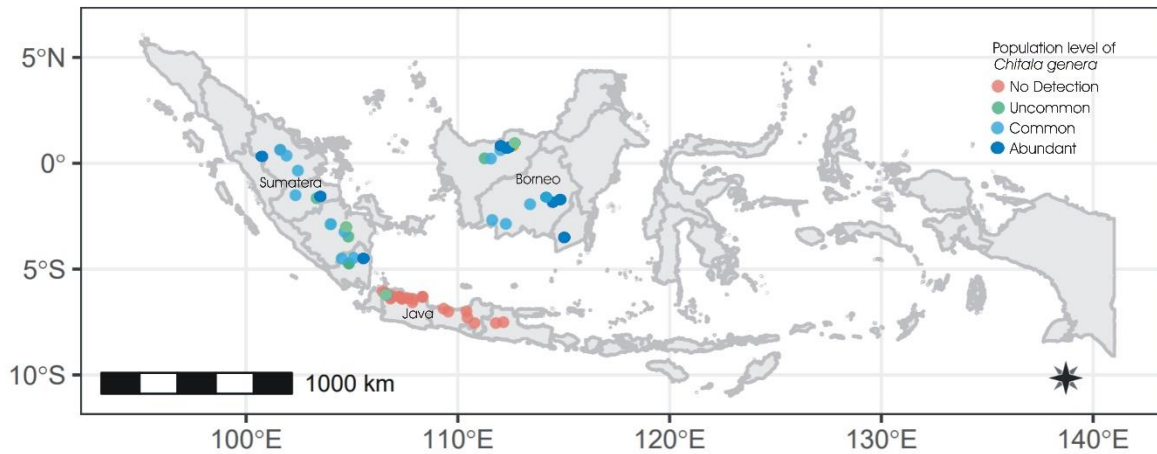 5°N
0°
5°S
10°S
Population level of
Chitala genera
No Detection
Uncommon
Common
Abundant
Sumatera
Borneo
Java
1000 km
100°E
110°E
120°E
130°E
140°E